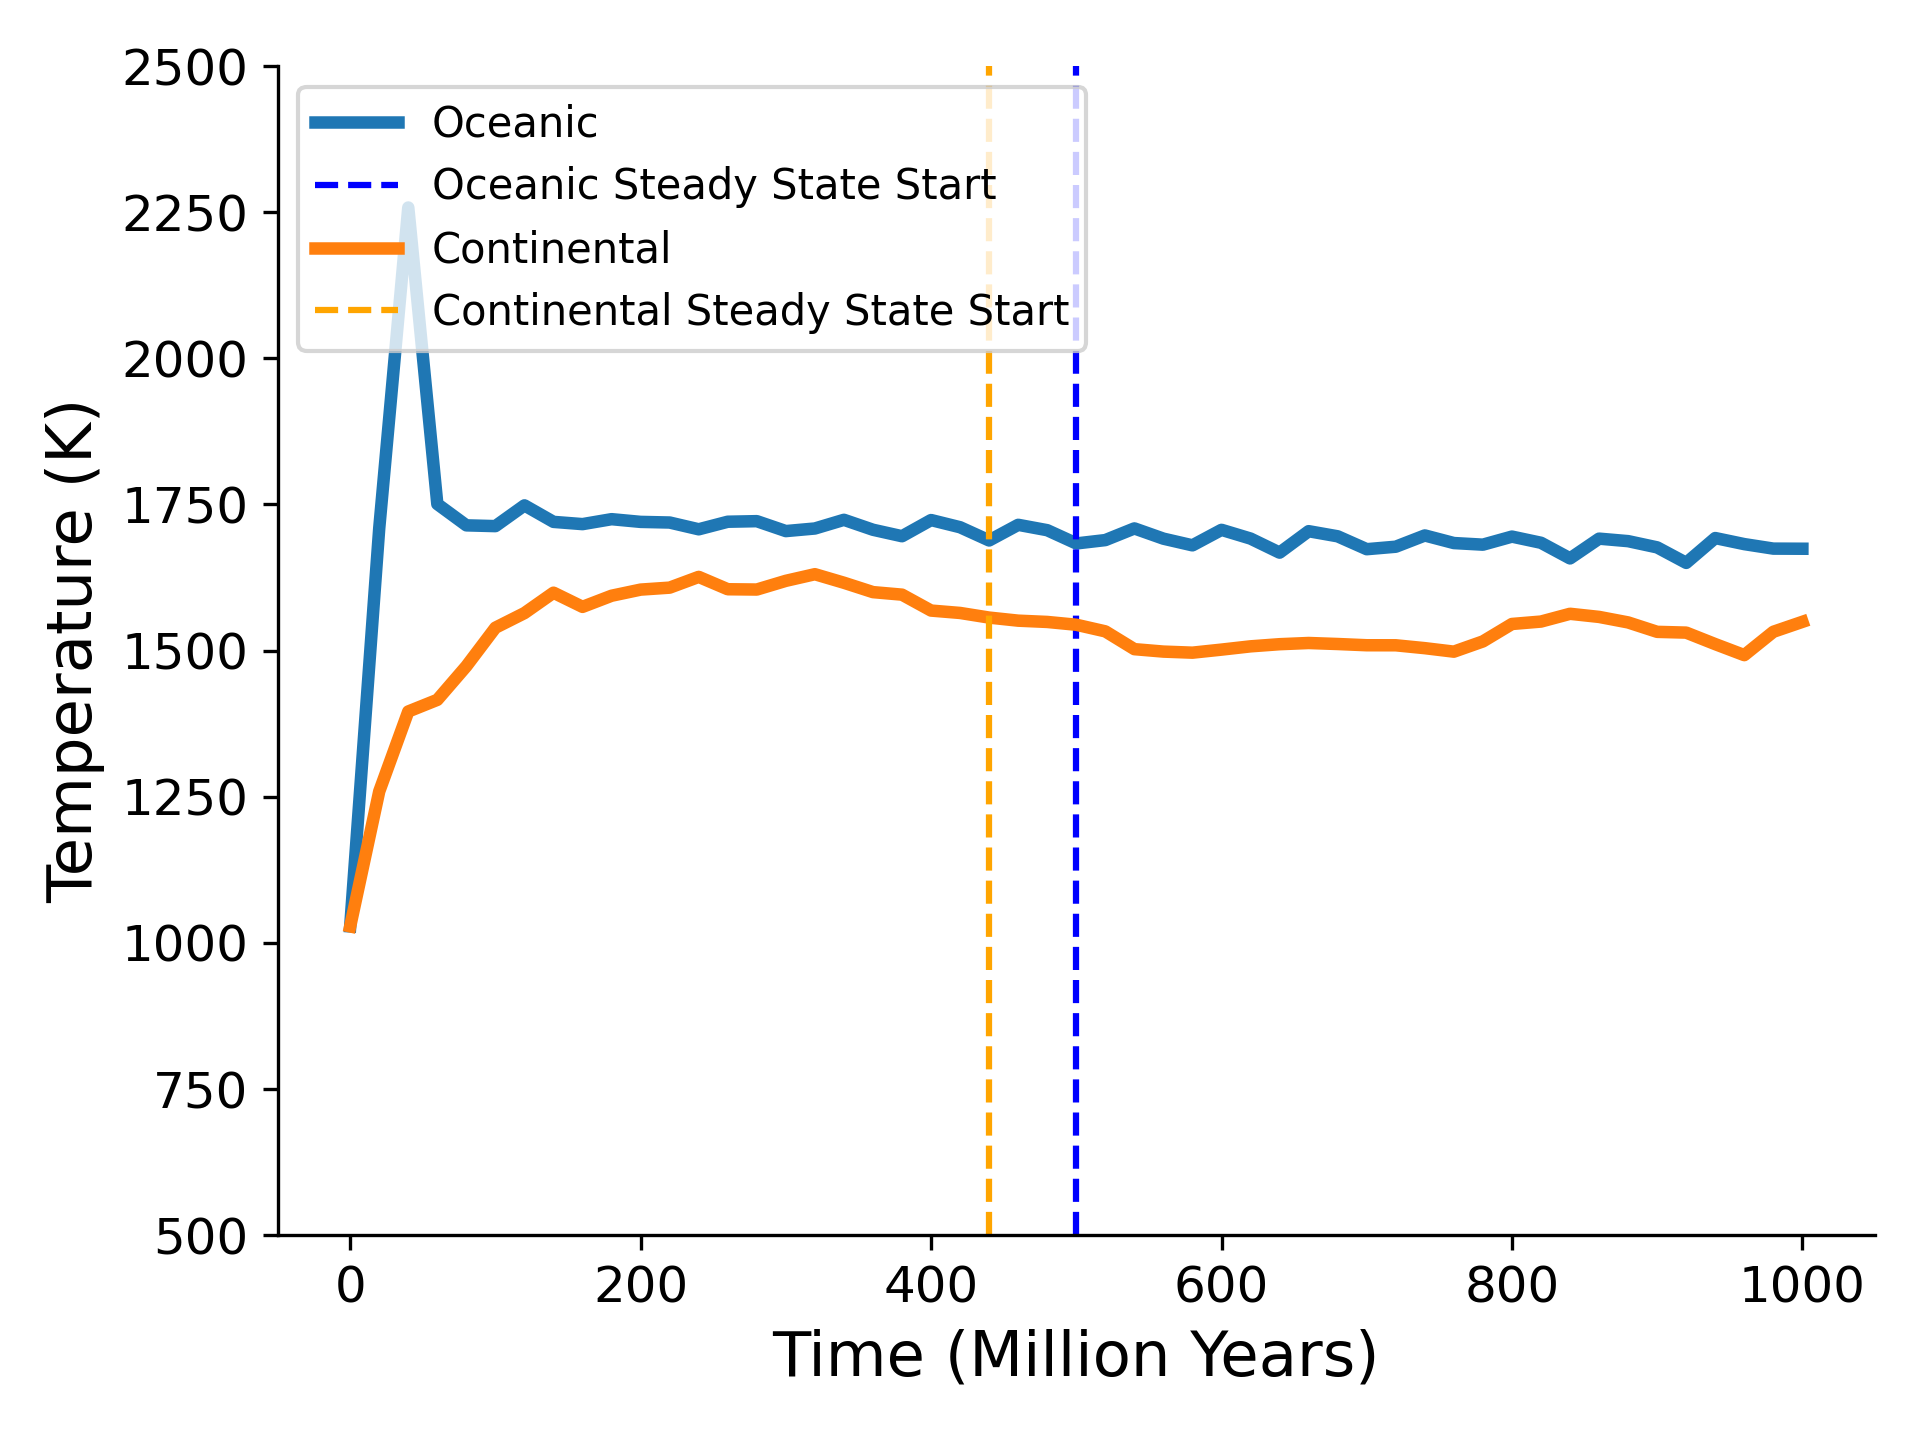 2500
2250
2000
1750
1500
1250
1000
750
500
Temperature (K)
Oceanic
Oceanic Steady State Start
Continental
Continental Steady State Start
0 200 400 600 800 1000
Time (Million Years)